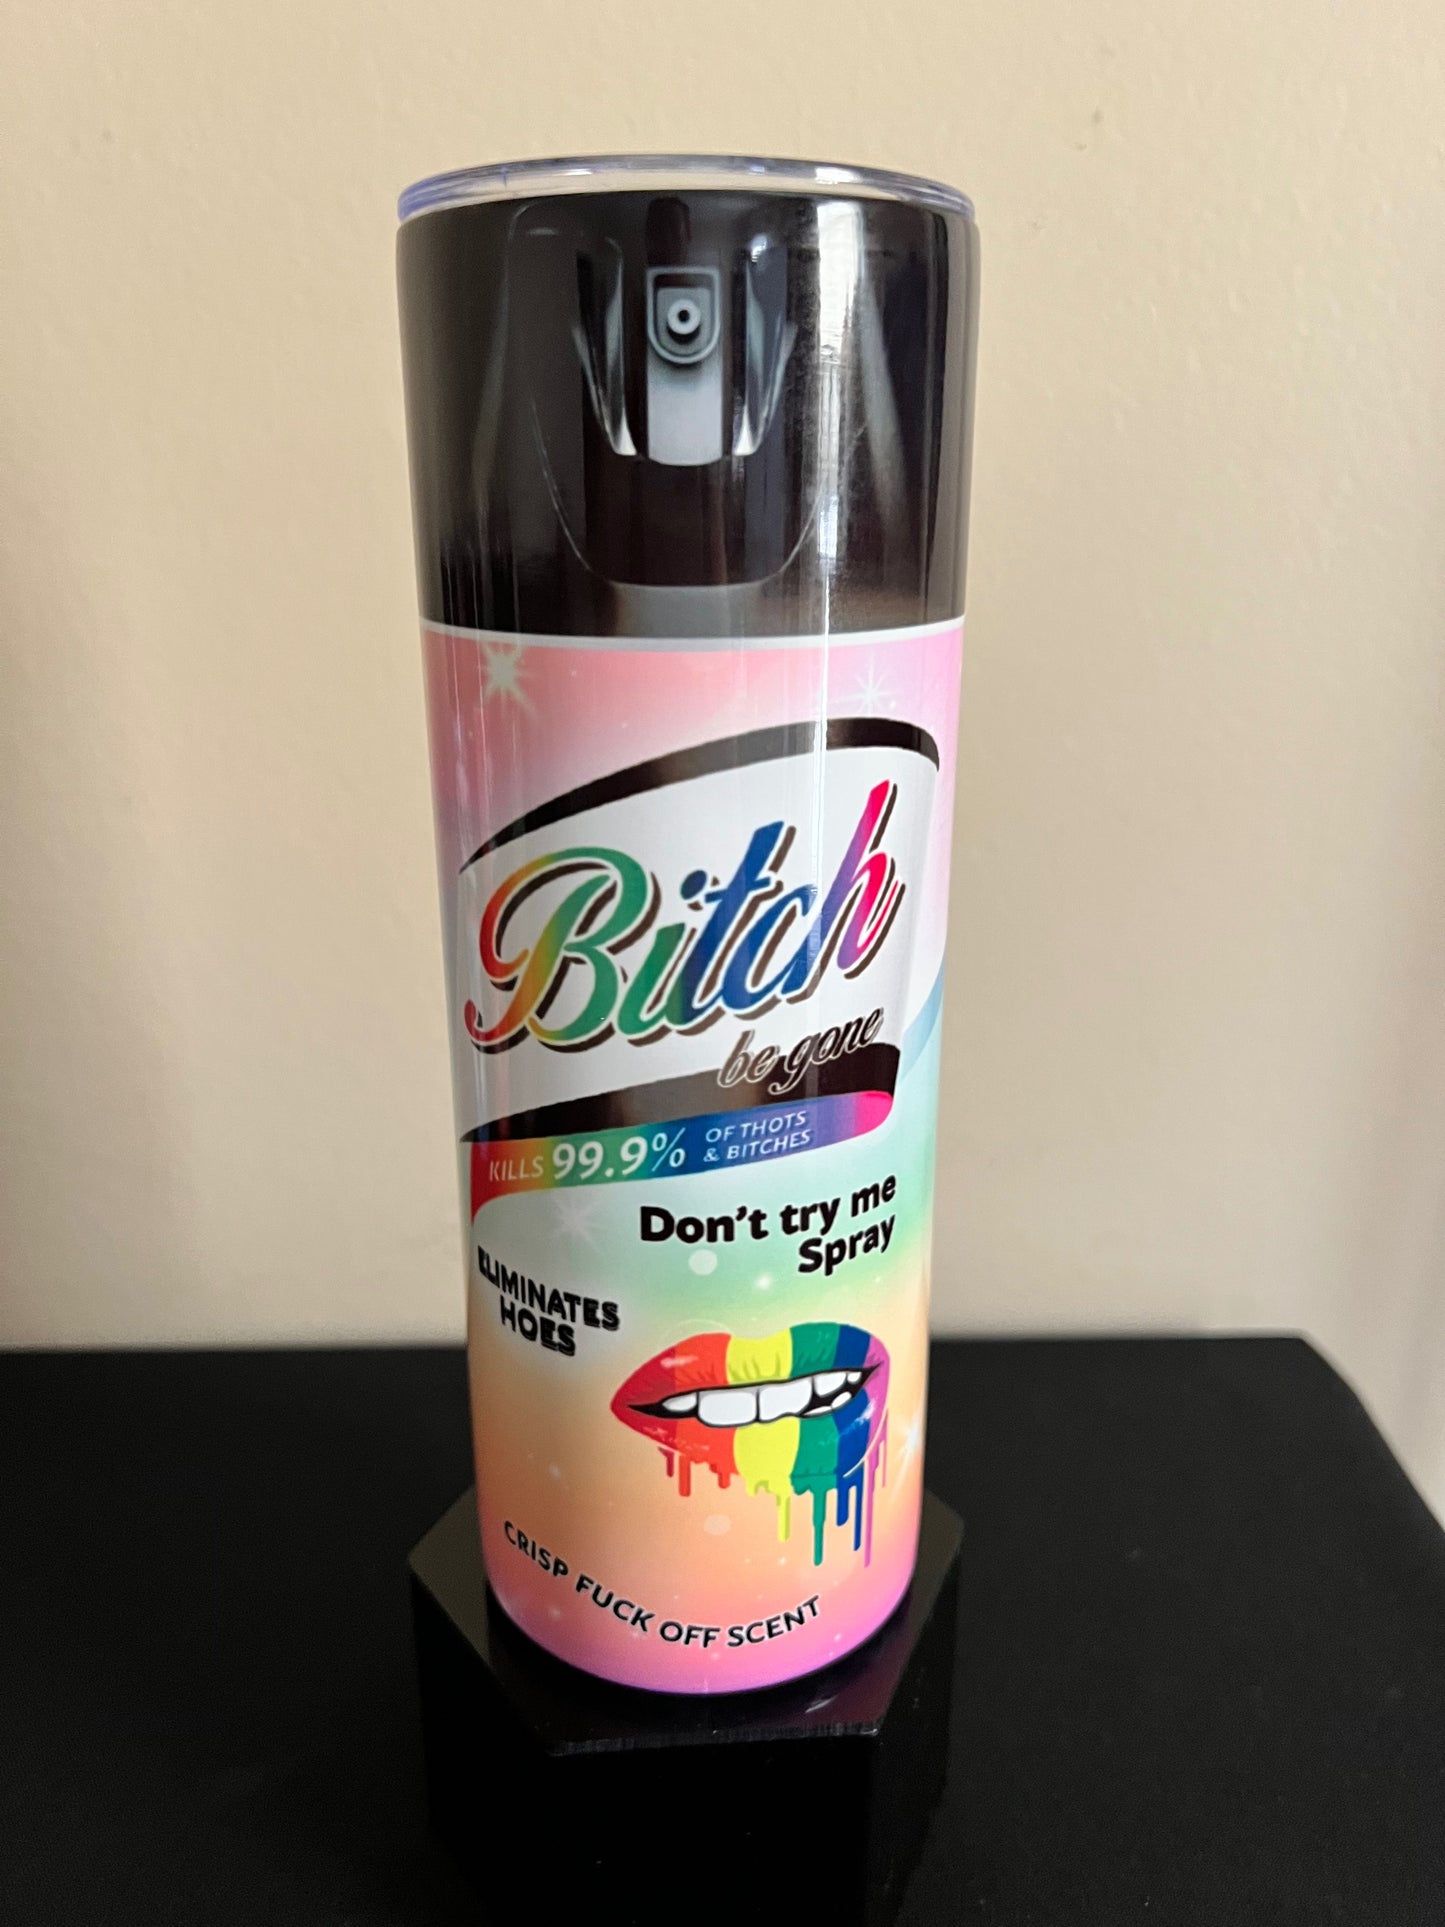 Bitch
be gone
KILLS 99.9% OF THOTS
& BITCHES
Don't try me
Spray
ELIMINATES
HOES
CRISP FUCK OFF SCENT